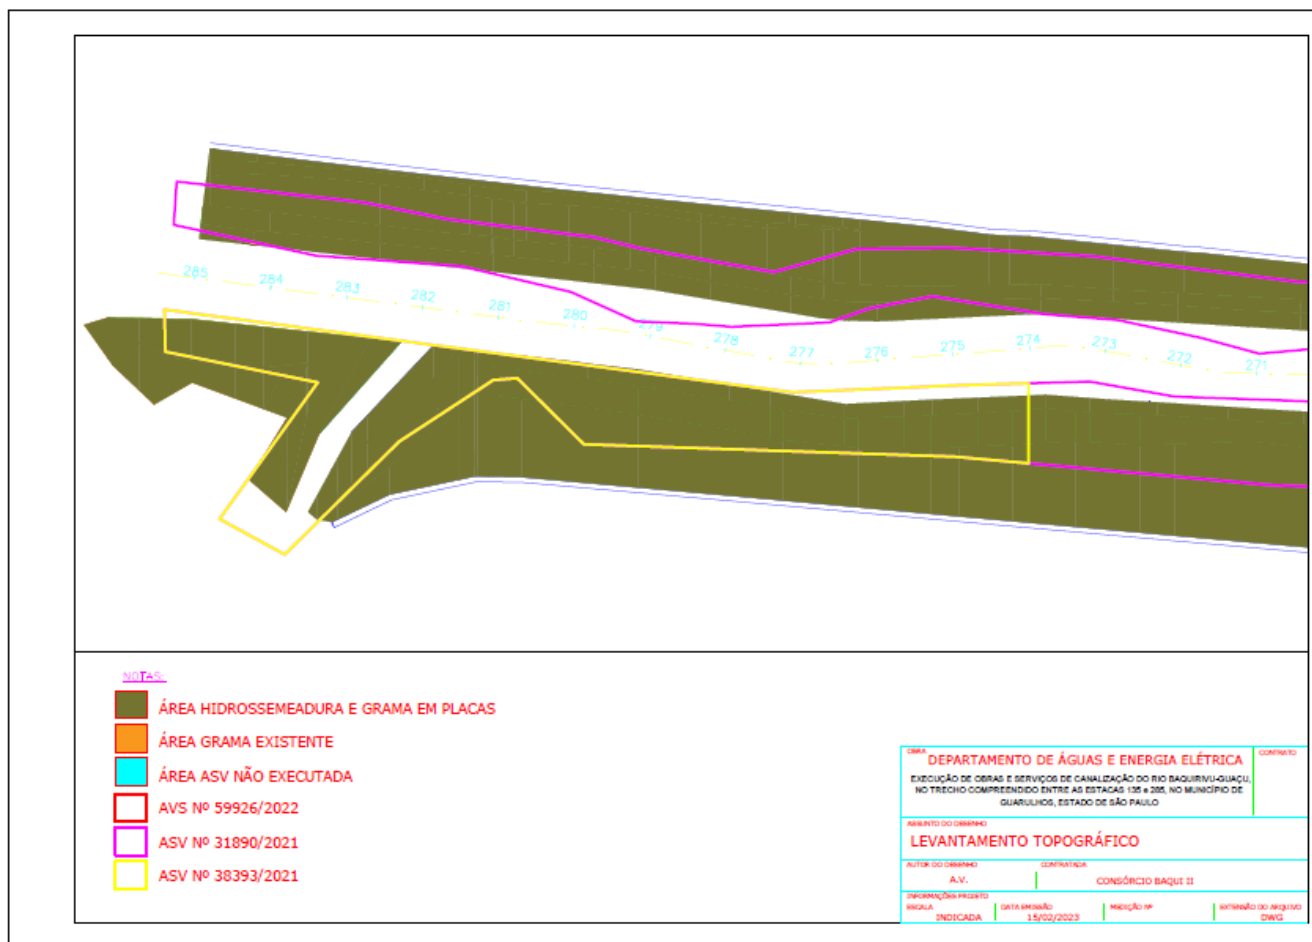 285
284
283
282
281
280
279
278
277
276
275
274
273
272
271
NOTAS:
ÁREA HIDROSSEMEADURA E GRAMA EM PLACAS
ÁREA GRAMA EXISTENTE
ÁREA ASV NÃO EXECUTADA
AVS Nº 59926/2022
ASV Nº 31890/2021
ASV Nº 38393/2021
OBRA
DEPARTAMENTO DE ÁGUAS E ENERGIA ELÉTRICA
CONTRATO
EXECUÇÃO DE OBRAS E SERVIÇOS DE CANALIZAÇÃO DO RIO BAQUIRIVU-GUAÇU,
NO TRECHO COMPREENDIDO ENTRE AS ESTACAS 135 e 285, NO MUNICÍPIO DE
GUARULHOS, ESTADO DE SÃO PAULO
ASSUNTO DO DESENHO
LEVANTAMENTO TOPOGRÁFICO
AUTOR DO DESENHO
CONTRATADA
A.V.
CONSÓRCIO BAQUI II
INFORMAÇÕES PROJETO
ESCALA
DATA EMISSÃO
MEDIÇÃO Nº
EXTENSÃO DO ARQUIVO
INDICADA
15/02/2023
DWG